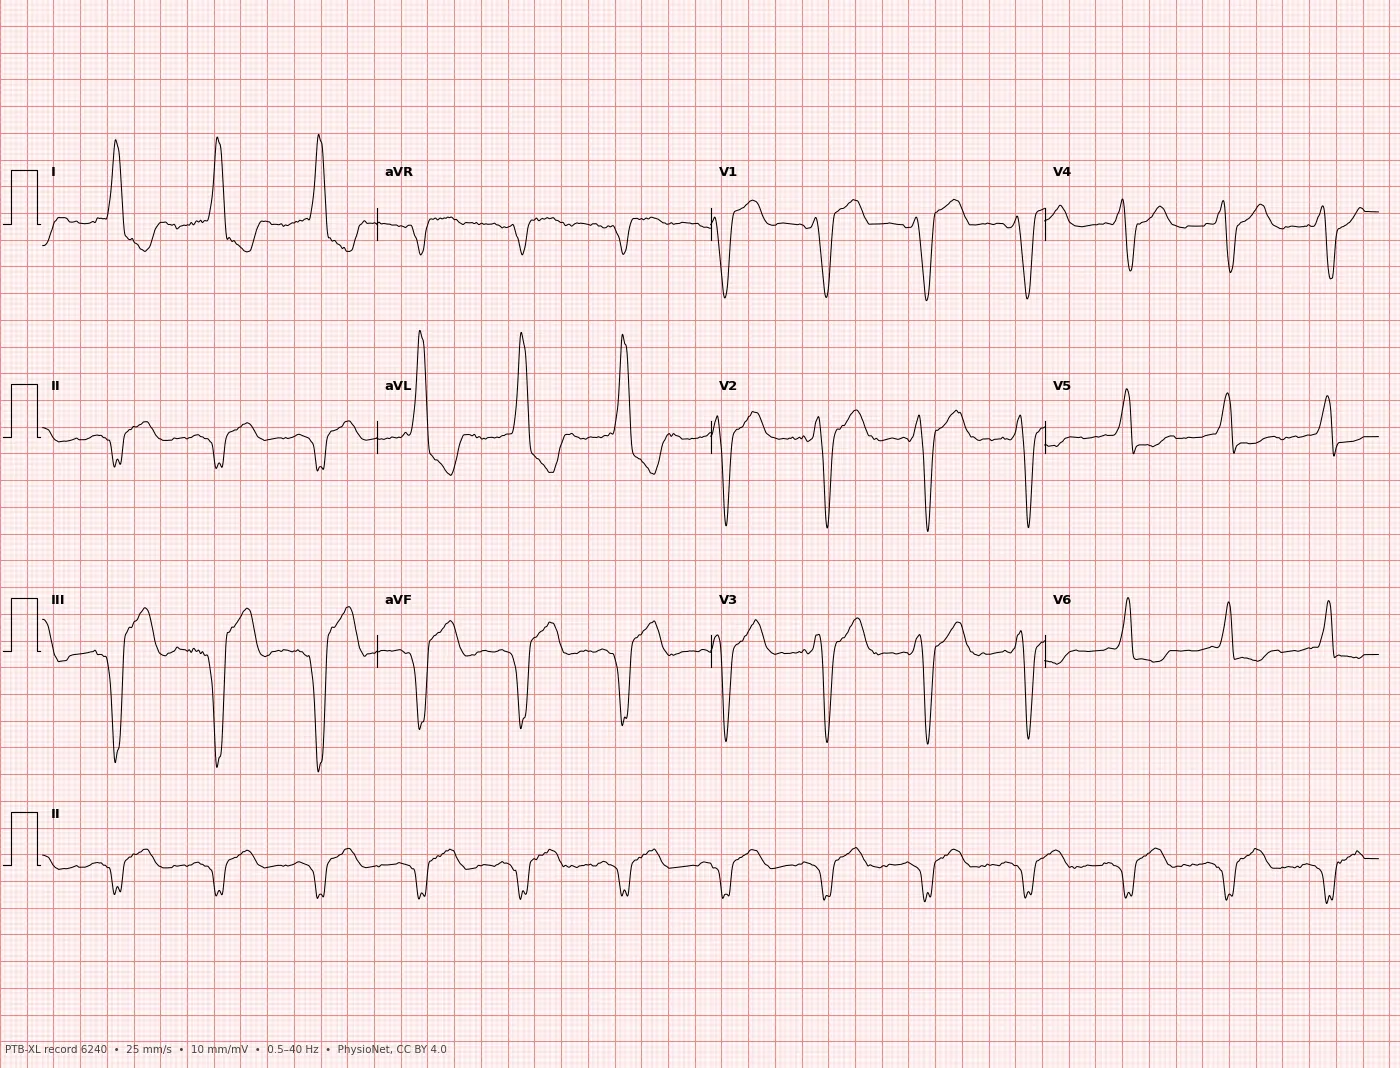 I aVR V1 V4
II aVL V2 V5
III aVF V3 V6
II
PTB-XL record 6240 • 25 mm/s • 10 mm/mV • 0.5–40 Hz • PhysioNet, CC BY 4.0